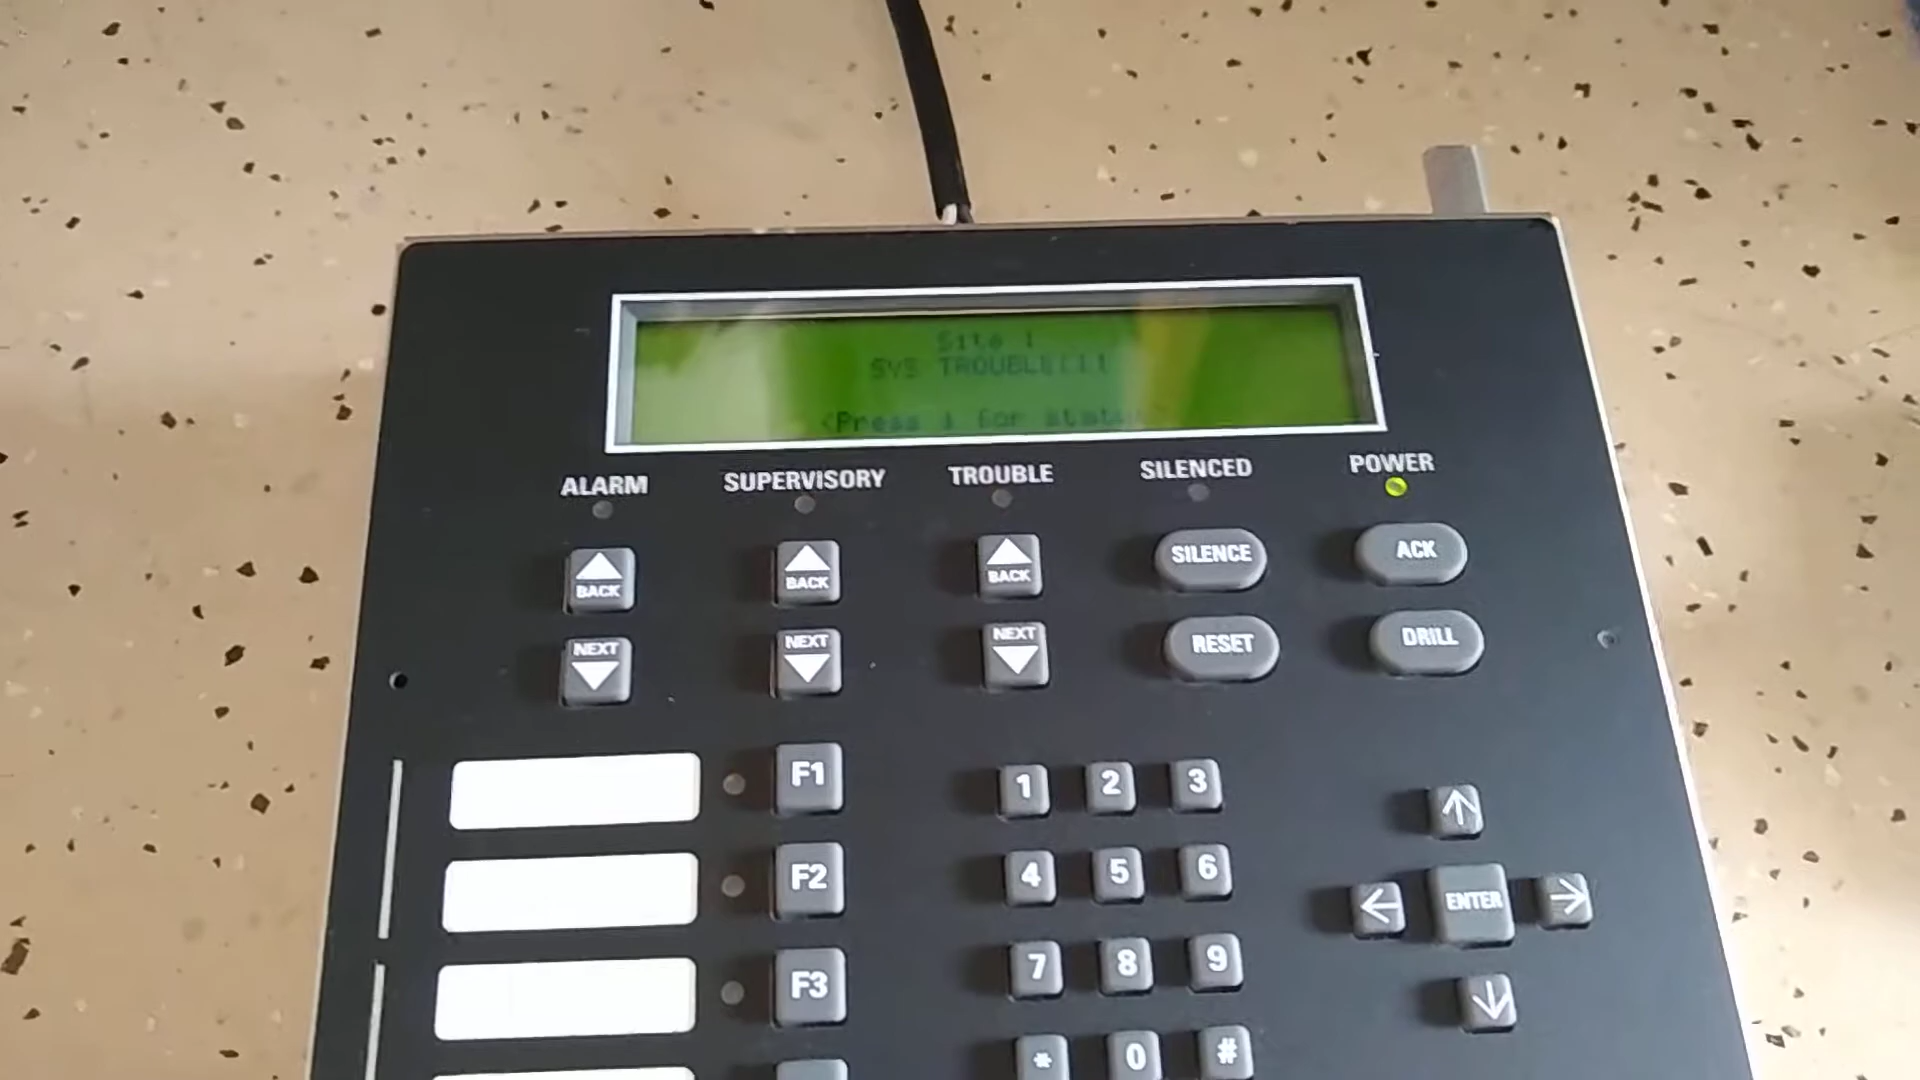 Site 1
SYS TROUBLE
<Press ↓ for status>
ALARM SUPERVISORY TROUBLE SILENCED POWER
BACK BACK BACK SILENCE ACK
NEXT NEXT NEXT RESET DRILL
F1 1 2 3
F2 4 5 6 ENTER
F3 7 8 9
* 0 #